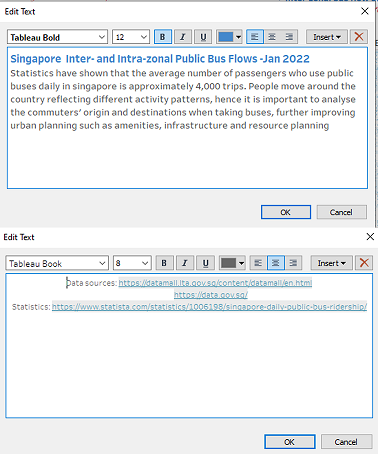 Edit Text
Tableau Bold 12 B I U Insert
Singapore Inter- and Intra-zonal Public Bus Flows -Jan 2022
Statistics have shown that the average number of passengers who use public
buses daily in singapore is approximately 4,000 trips. People move around the
country reflecting different activity patterns, hence it is important to analyse
the commuters' origin and destinations when taking buses, further improving
urban planning such as amenities, infrastructure and resource planning
OK Cancel
Edit Text
Tableau Book 8 B I U Insert
Data sources: https://datamall.lta.gov.sg/content/datamall/en.html
https://data.gov.sg/
Statistics: https://www.statista.com/statistics/1006198/singapore-daily-public-bus-ridership/
OK Cancel